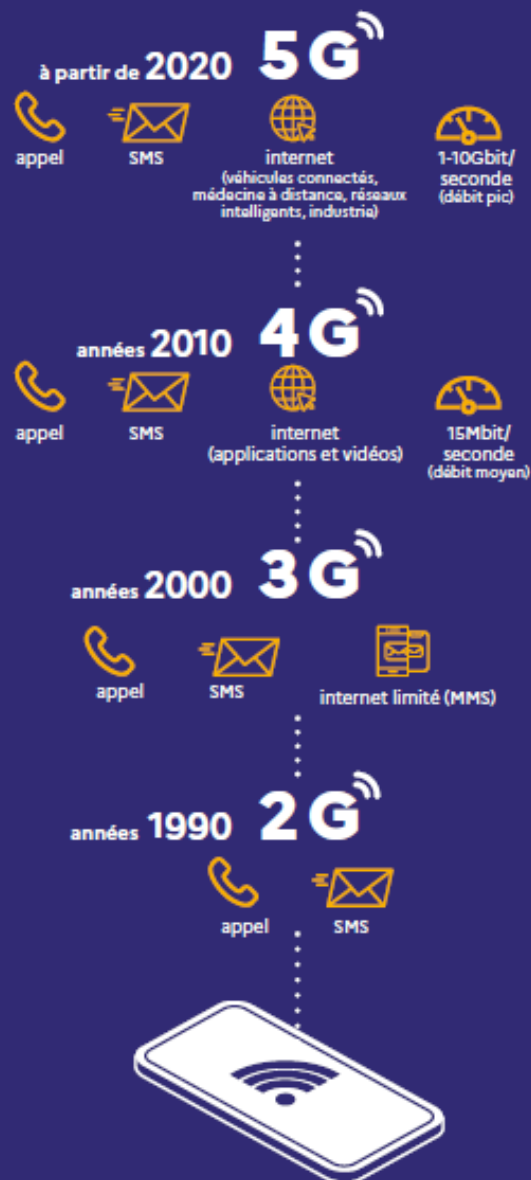 à partir de 2020 5G
appel
SMS
internet
(véhicules connectés,
médecine à distance, réseaux
intelligents, industrie)
1-10Gbit/
seconde
(débit pic)
années 2010 4G
appel
SMS
internet
(applications et vidéos)
15Mbit/
seconde
(débit moyen)
années 2000 3G
appel
SMS
internet limité (MMS)
années 1990 2G
appel
SMS